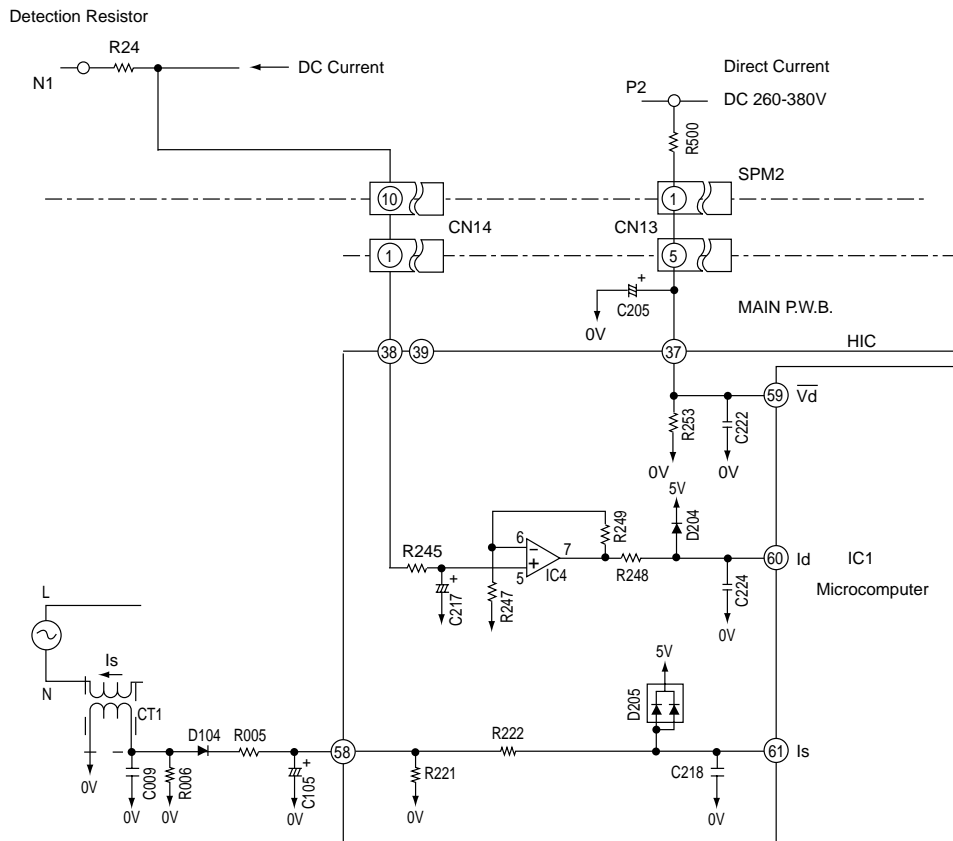 Detection Resistor
R24
N1
DC Current
Direct Current
P2
DC 260-380V
R500
SPM2
10
1
CN14
CN13
1
5
+
C205
0V
MAIN P.W.B.
HIC
38
39
37
59
Vd
R253
C222
0V
0V
5V
D204
R249
R245
6
7
5
−
+
IC4
R248
60
Id
IC1
Microcomputer
+
C217
R247
C224
0V
L
N
Is
CT1
5V
D205
D104
R005
58
R222
61
Is
0V
C009
R006
+
C105
R221
C218
0V
0V
0V
0V
0V